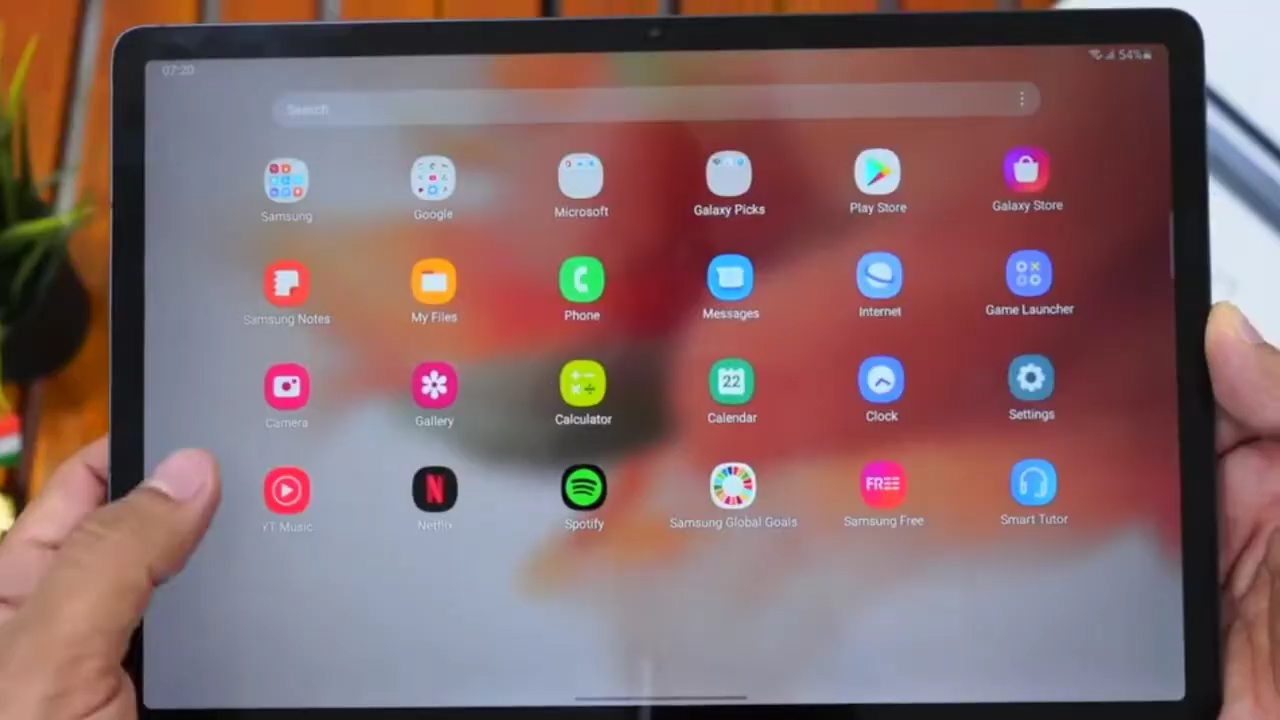 07:20
54%
Search
Samsung
Google
Microsoft
Galaxy Picks
Play Store
Galaxy Store
Samsung Notes
My Files
Phone
Messages
Internet
Game Launcher
Camera
Gallery
Calculator
22
Calendar
Clock
Settings
N
FREE
YT Music
Netflix
Spotify
Samsung Global Goals
Samsung Free
Smart Tutor